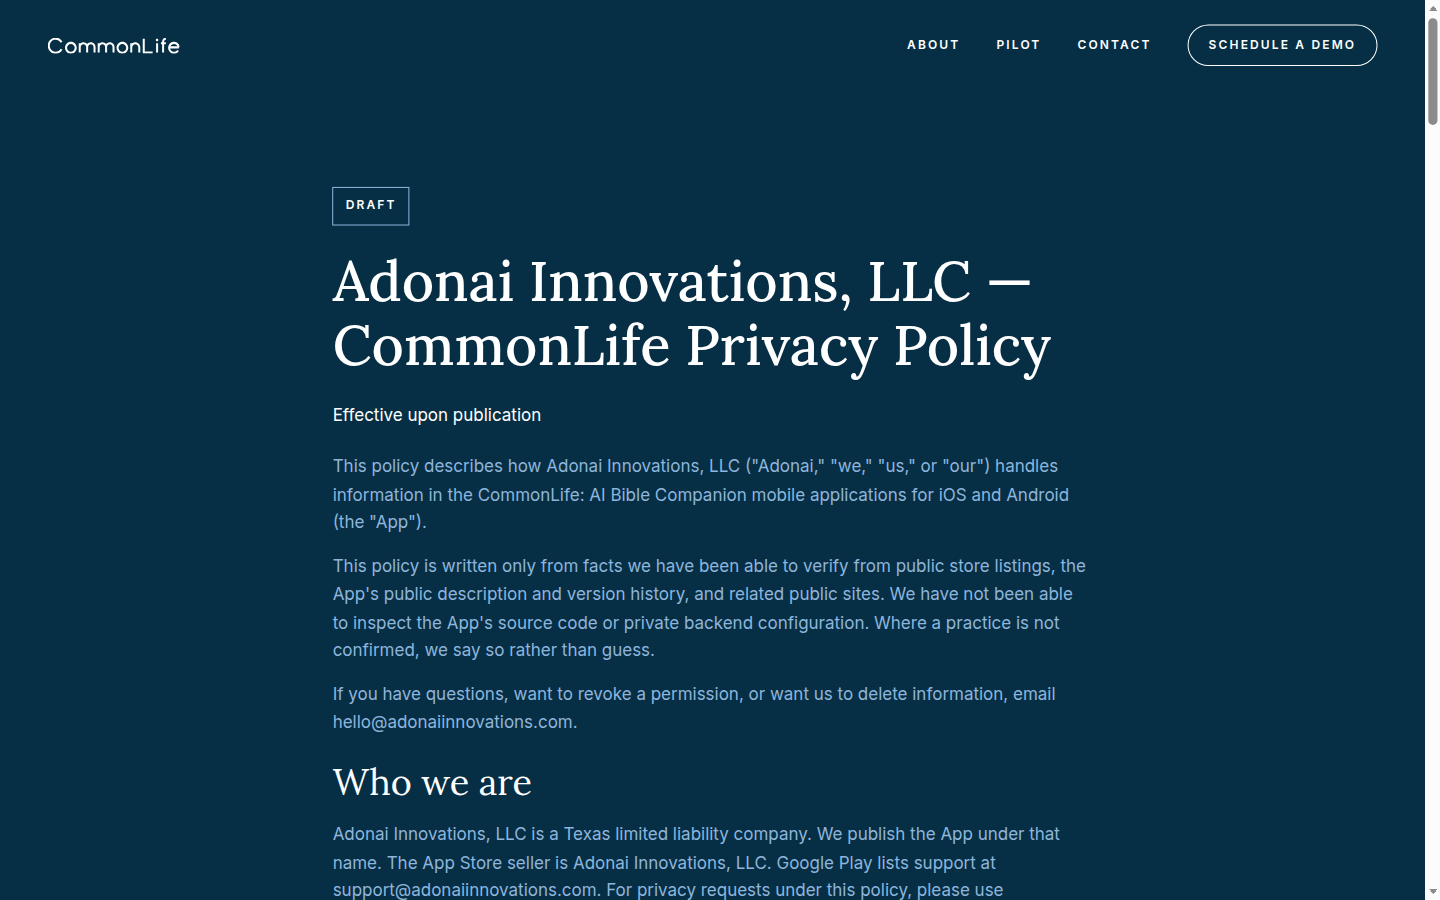 CommonLife
ABOUT
PILOT
CONTACT
SCHEDULE A DEMO
DRAFT
Adonai Innovations, LLC —
CommonLife Privacy Policy
Effective upon publication
This policy describes how Adonai Innovations, LLC ("Adonai," "we," "us," or "our") handles
information in the CommonLife: AI Bible Companion mobile applications for iOS and Android
(the "App").
This policy is written only from facts we have been able to verify from public store listings, the
App's public description and version history, and related public sites. We have not been able
to inspect the App's source code or private backend configuration. Where a practice is not
confirmed, we say so rather than guess.
If you have questions, want to revoke a permission, or want us to delete information, email
hello@adonaiinnovations.com.
Who we are
Adonai Innovations, LLC is a Texas limited liability company. We publish the App under that
name. The App Store seller is Adonai Innovations, LLC. Google Play lists support at
support@adonaiinnovations.com. For privacy requests under this policy, please use